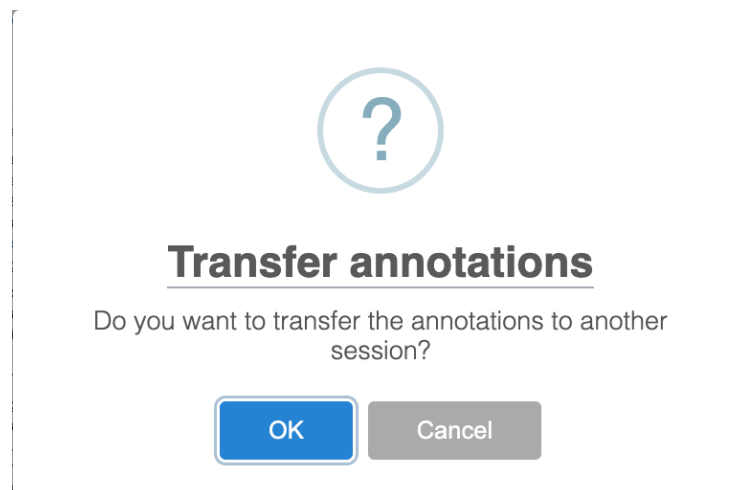 ?
Transfer annotations
Do you want to transfer the annotations to another
session?
OK
Cancel